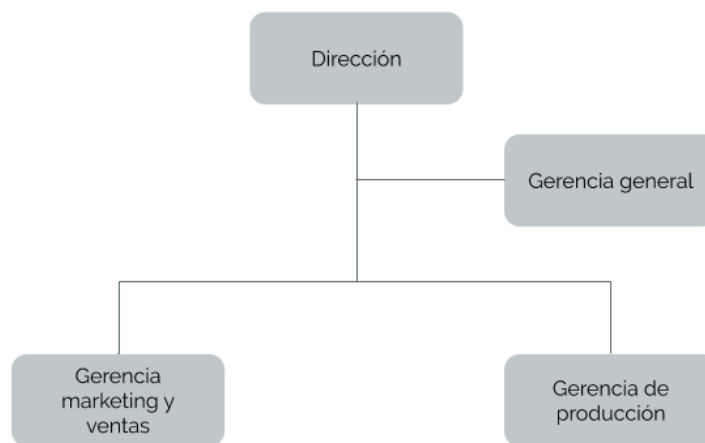 Dirección
Gerencia general
Gerencia
marketing y
ventas
Gerencia de
producción